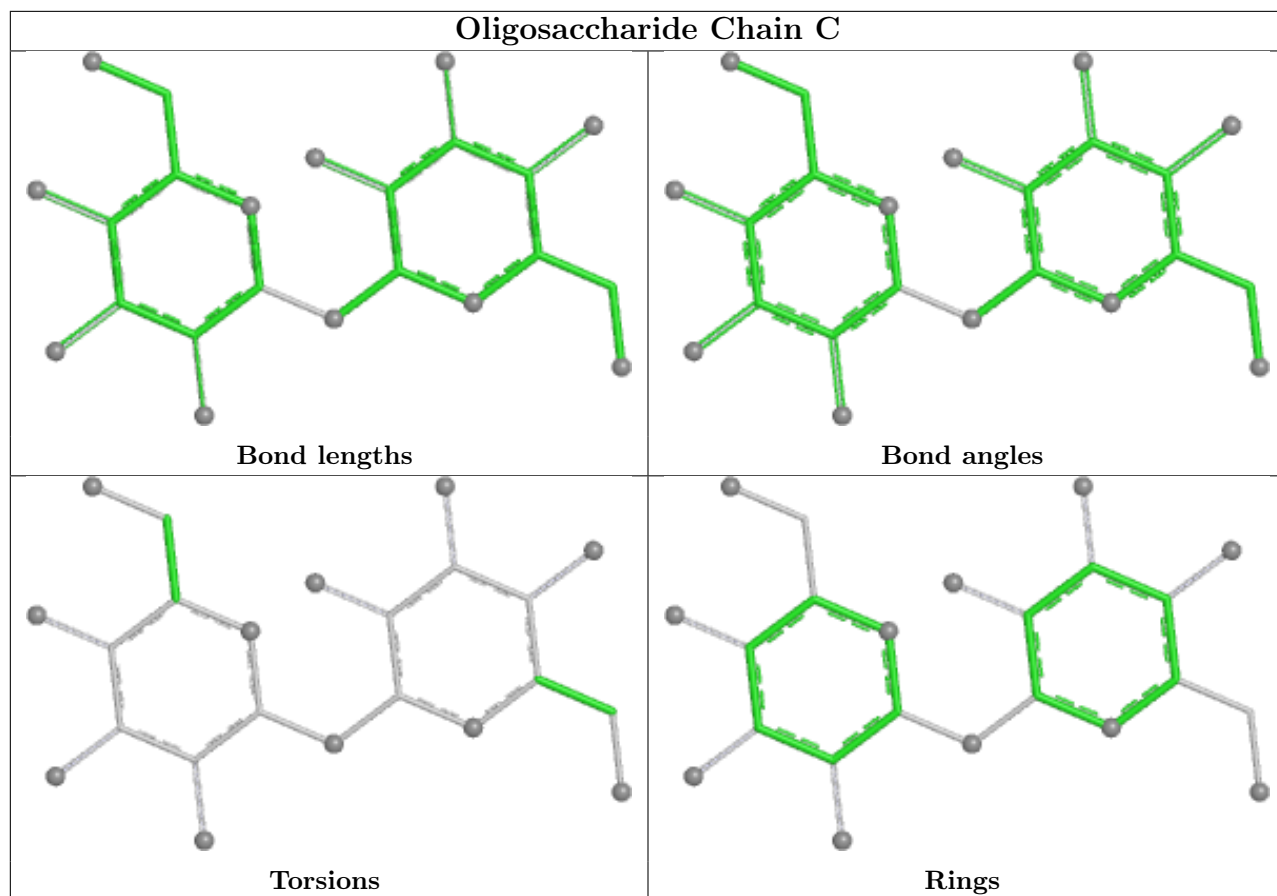 Oligosaccharide Chain C
Bond lengths
Bond angles
Torsions
Rings